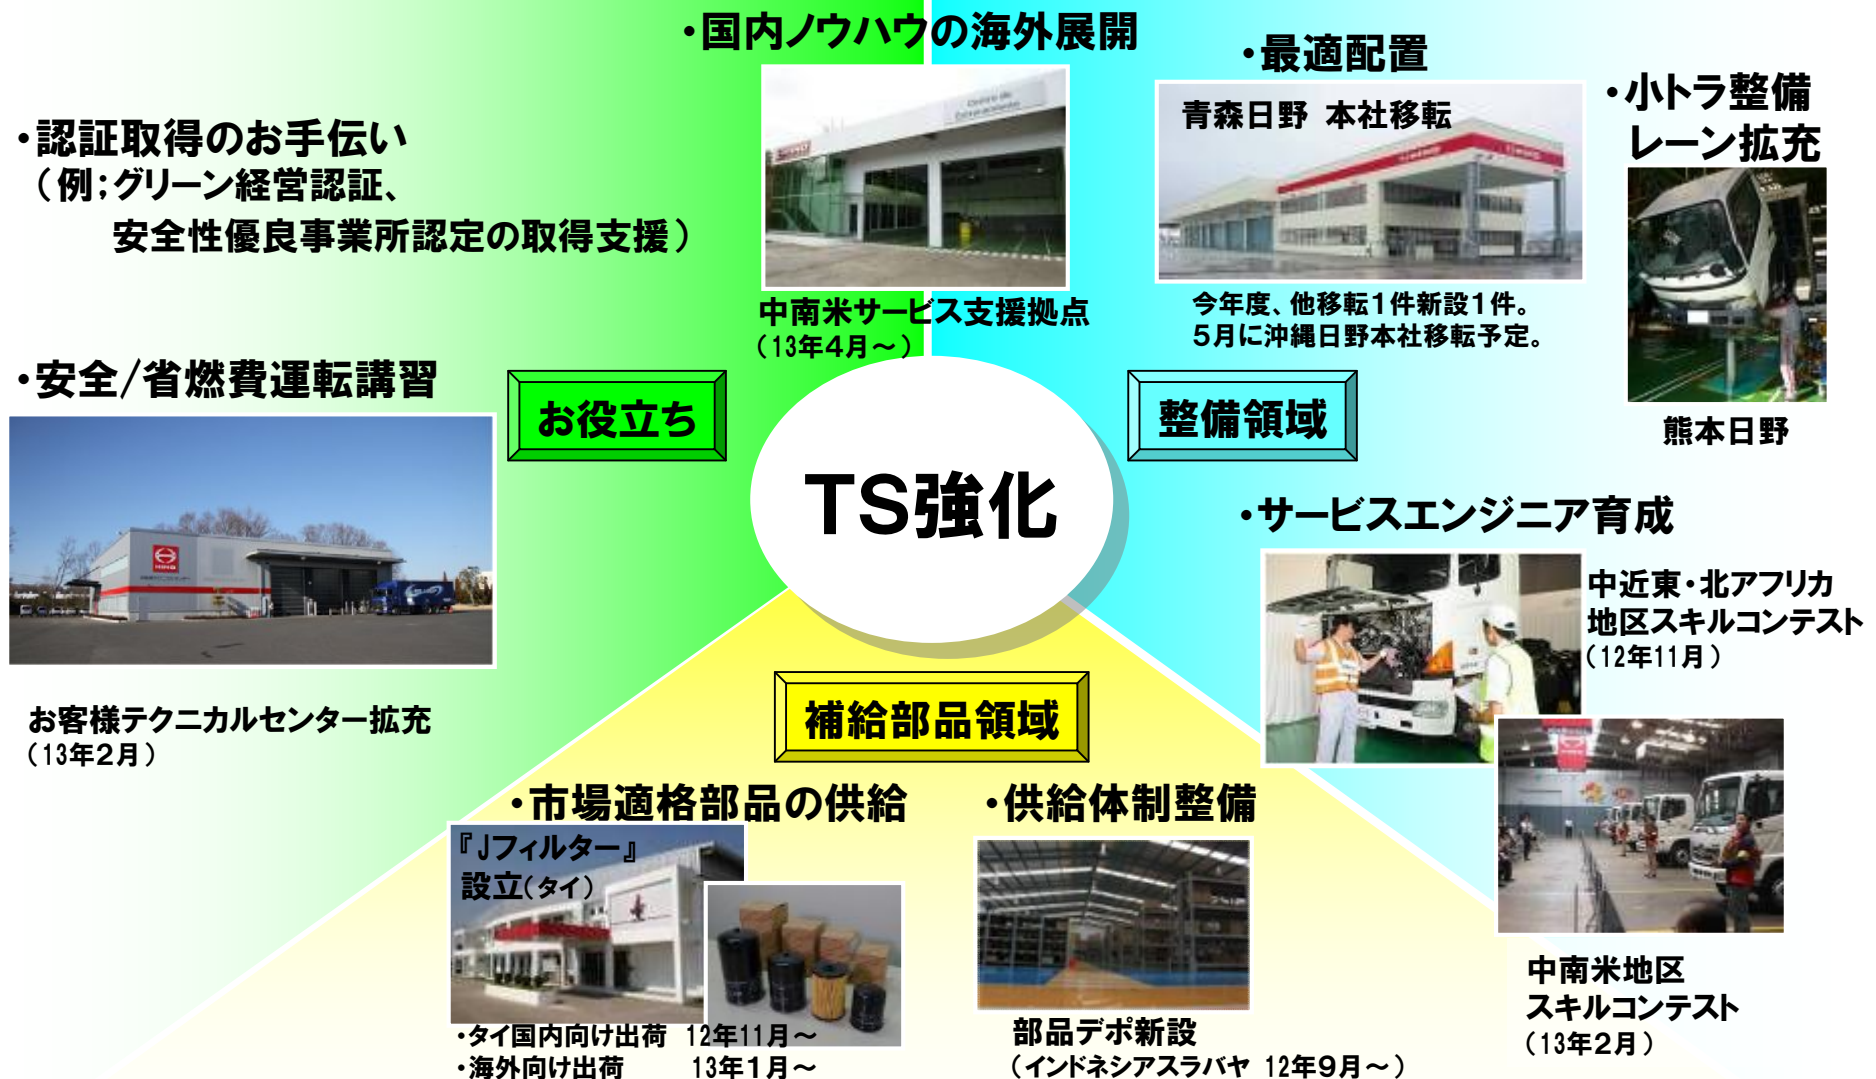 ・国内ノウハウの海外展開
中南米サービス支援拠点
（13年4月～）
・認証取得のお手伝い
（例；グリーン経営認証、
安全性優良事業所認定の取得支援）
・安全/省燃費運転講習
HINO
お客様テクニカルセンター拡充
（13年2月）
お役立ち
・最適配置
青森日野 本社移転
今年度、他移転１件新設１件。
５月に沖縄日野本社移転予定。
・小トラ整備
レーン拡充
熊本日野
整備領域
TS強化
・サービスエンジニア育成
中近東・北アフリカ
地区スキルコンテスト
（12年11月）
中南米地区
スキルコンテスト
（13年2月）
補給部品領域
・市場適格部品の供給
『Jフィルター』
設立（タイ）
・タイ国内向け出荷 12年11月～
・海外向け出荷 13年1月～
・供給体制整備
部品デポ新設
（インドネシアスラバヤ 12年9月～）